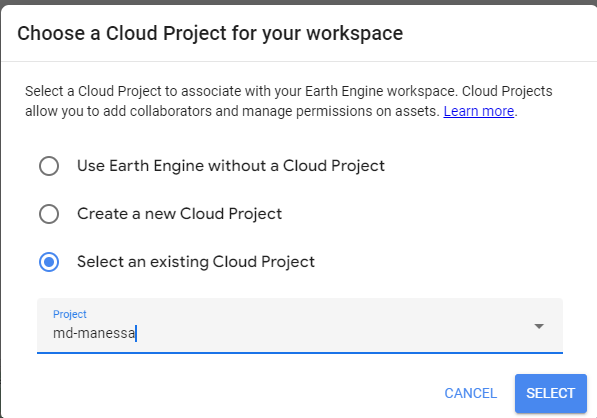 Choose a Cloud Project for your workspace
Select a Cloud Project to associate with your Earth Engine workspace. Cloud Projects
allow you to add collaborators and manage permissions on assets. Learn more.
Use Earth Engine without a Cloud Project
Create a new Cloud Project
Select an existing Cloud Project
Project
md-manessa
CANCEL
SELECT